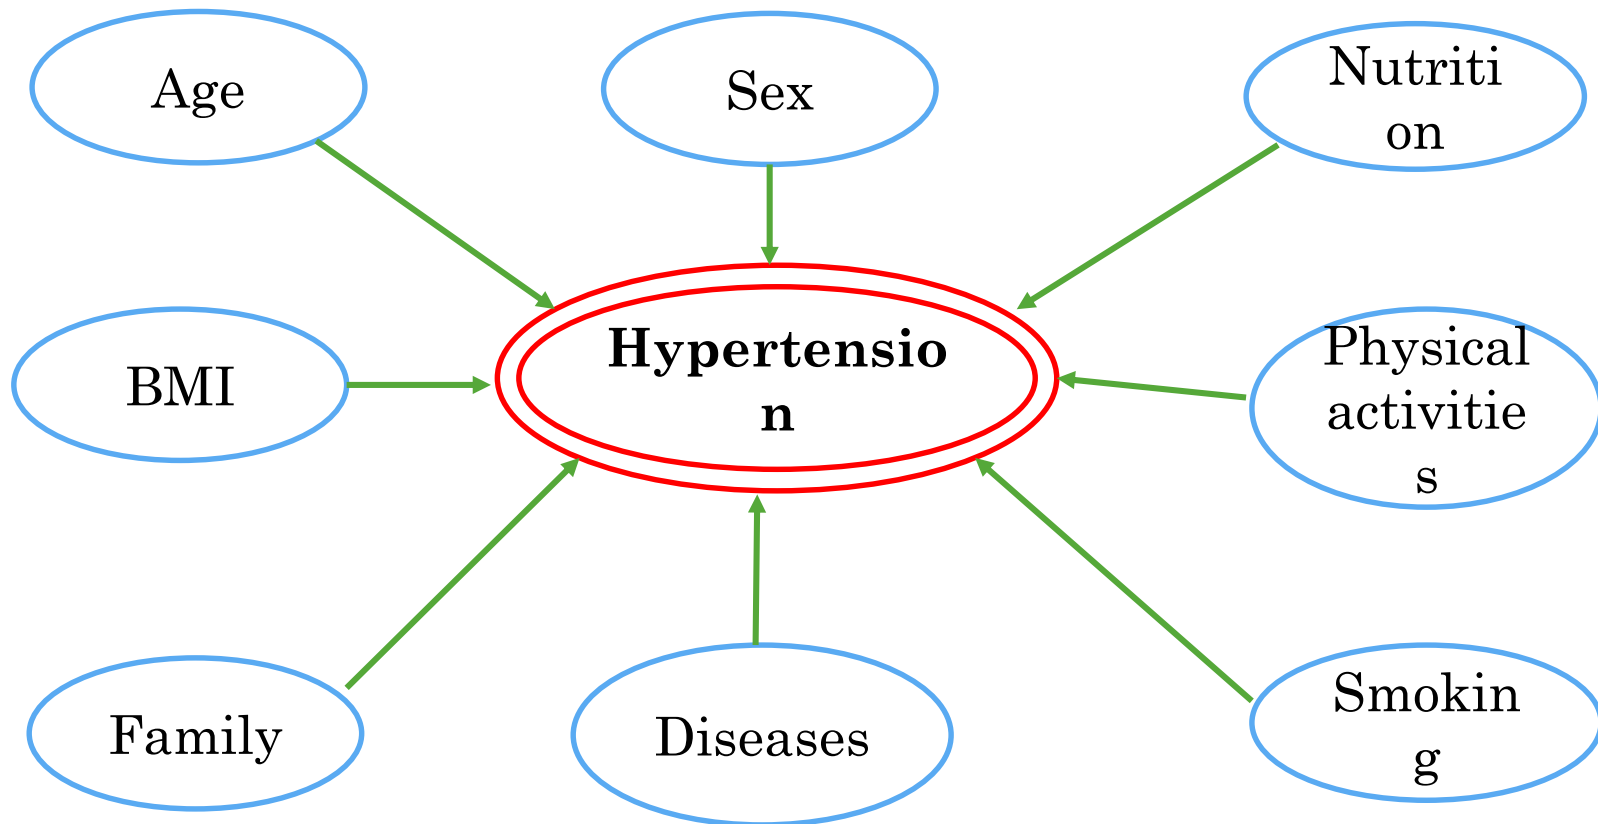 Age
Sex
Nutriti
on
BMI
Hypertensio
n
Physical
activitie
s
Family
Diseases
Smokin
g